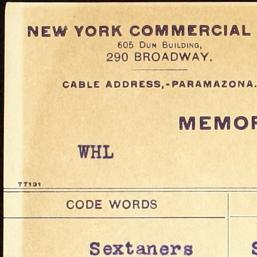 NEW YORK COMMERCIAL
605 DUN BUILDING,
290 BROADWAY.
CABLE ADDRESS,-PARAMAZONA.
MEMOR
WHL
77131
CODE WORDS
Sextaners S